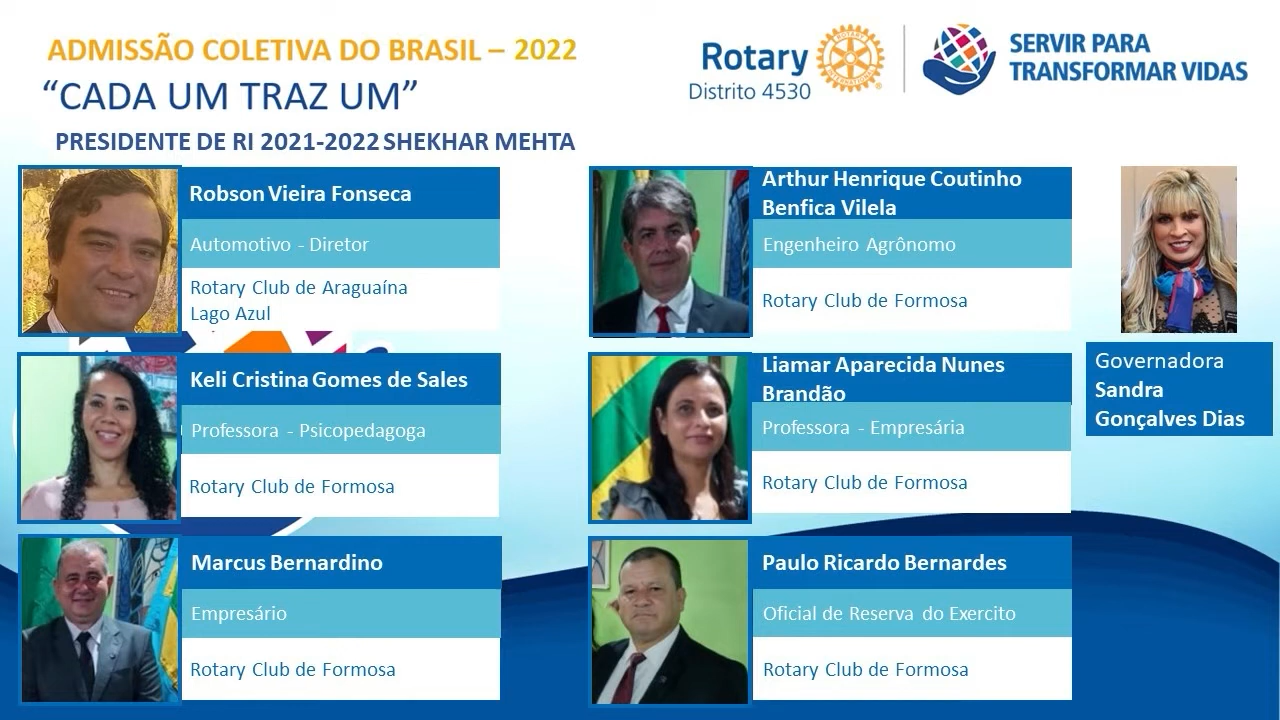 ADMISSÃO COLETIVA DO BRASIL – 2022
“CADA UM TRAZ UM”
PRESIDENTE DE RI 2021-2022 SHEKHAR MEHTA
Rotary
Distrito 4530
SERVIR PARA
TRANSFORMAR VIDAS
Robson Vieira Fonseca
Automotivo - Diretor
Rotary Club de Araguaína
Lago Azul
Arthur Henrique Coutinho
Benfica Vilela
Engenheiro Agrônomo
Rotary Club de Formosa
Keli Cristina Gomes de Sales
Professora - Psicopedagoga
Rotary Club de Formosa
Liamar Aparecida Nunes
Brandão
Professora - Empresária
Rotary Club de Formosa
Marcus Bernardino
Empresário
Rotary Club de Formosa
Paulo Ricardo Bernardes
Oficial de Reserva do Exercito
Rotary Club de Formosa
Governadora
Sandra
Gonçalves Dias